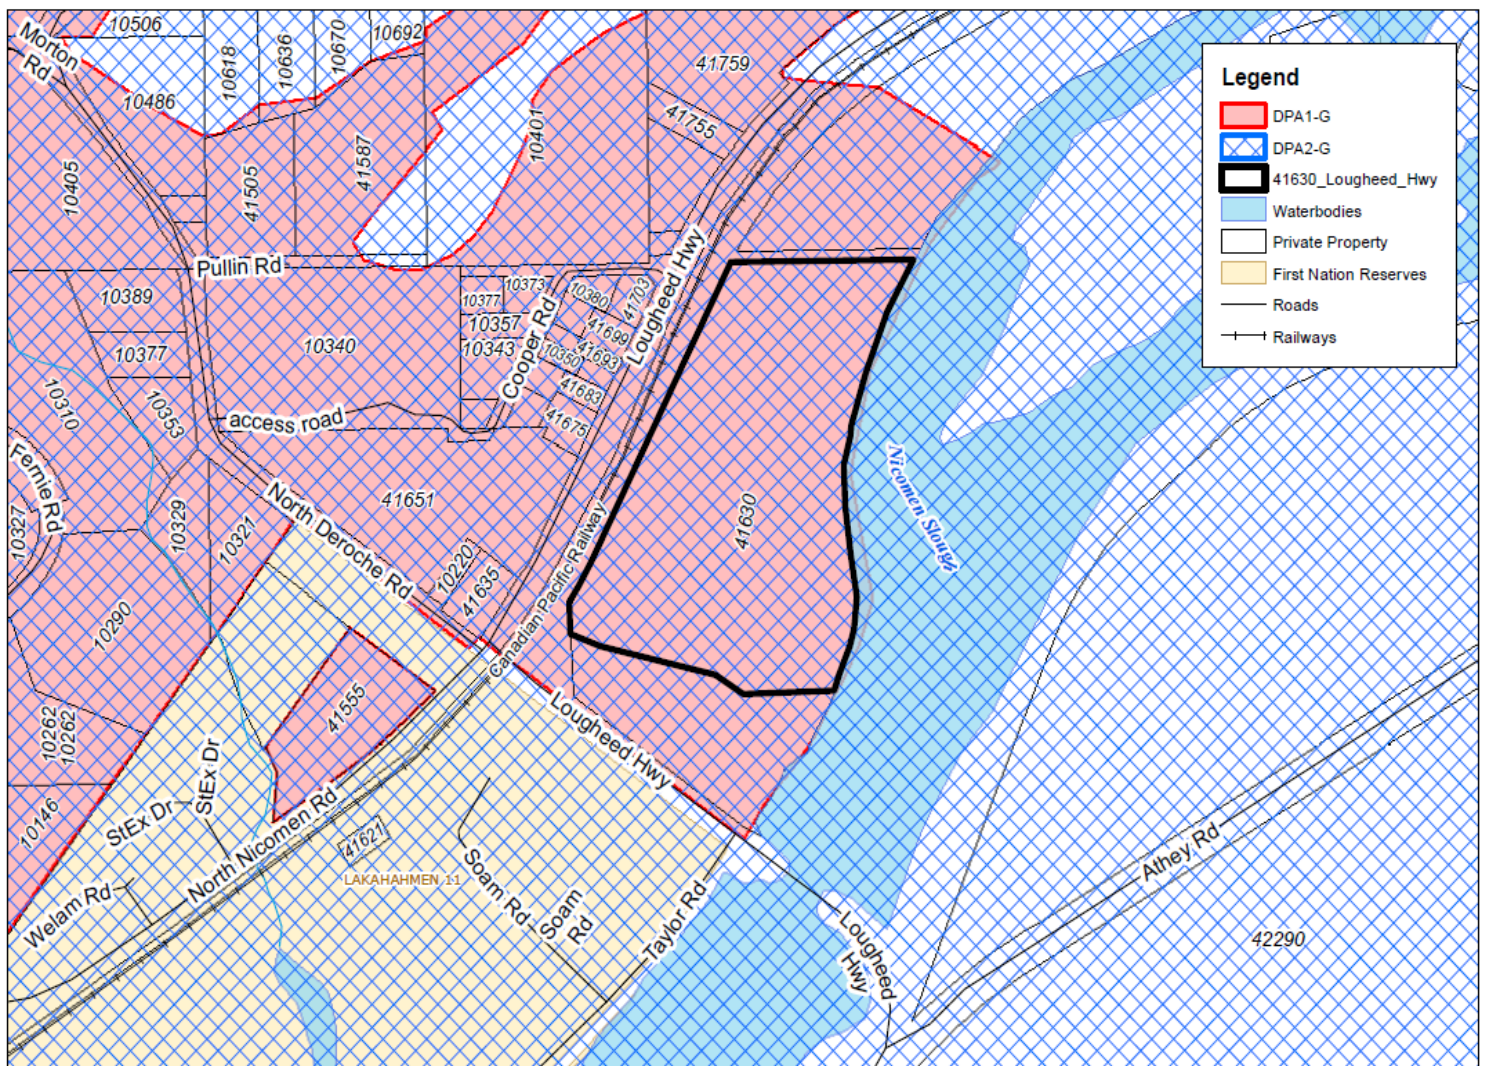 Morton
Rd
10506
10618
10636
10670
10692
10486
10405
41505
41587
10401
41759
41755
Legend
DPA1-G
DPA2-G
41630_Lougheed_Hwy
Waterbodies
Private Property
First Nation Reserves
Roads
Railways
Pullin Rd
10389
10377
10353
10310
10340
access road
10377
10373
10357
10343
Cooper Rd
10380
41703
41699
41693
10350
41683
41675
Lougheed Hwy
Fernie Rd
10327
10329
10321
10290
North Deroche Rd
41651
10220
41635
Canadian Pacific Railway
41630
Nicomen Slough
10262
10262
10146
41555
StEx Dr
StEx Dr
North Nicomen Rd
Welam Rd
41621
LAKAHAHMEN 11
Soam Rd
Soam
Rd
Taylor Rd
Lougheed Hwy
Lougheed
Hwy
Athey Rd
42290